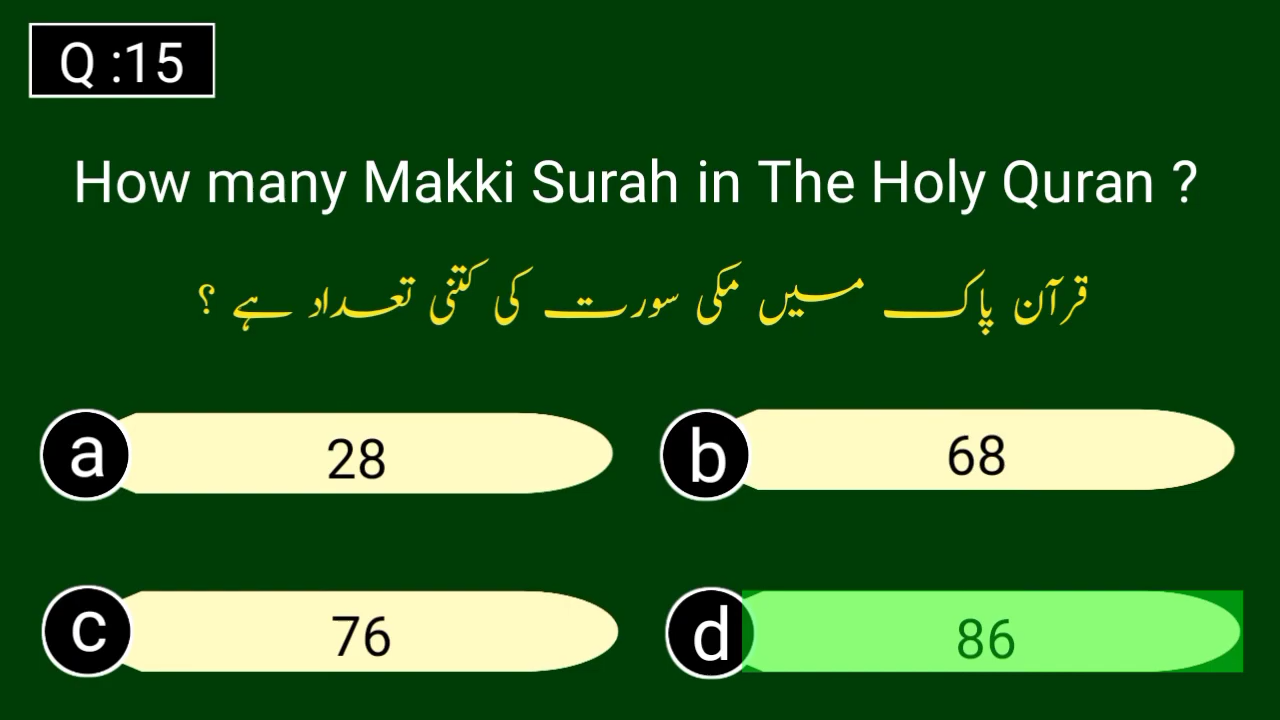 Q :15
How many Makki Surah in The Holy Quran ?
قرآن پاک میں مکی سورت کی کتنی تعداد ہے ؟
a 28
b 68
c 76
d 86